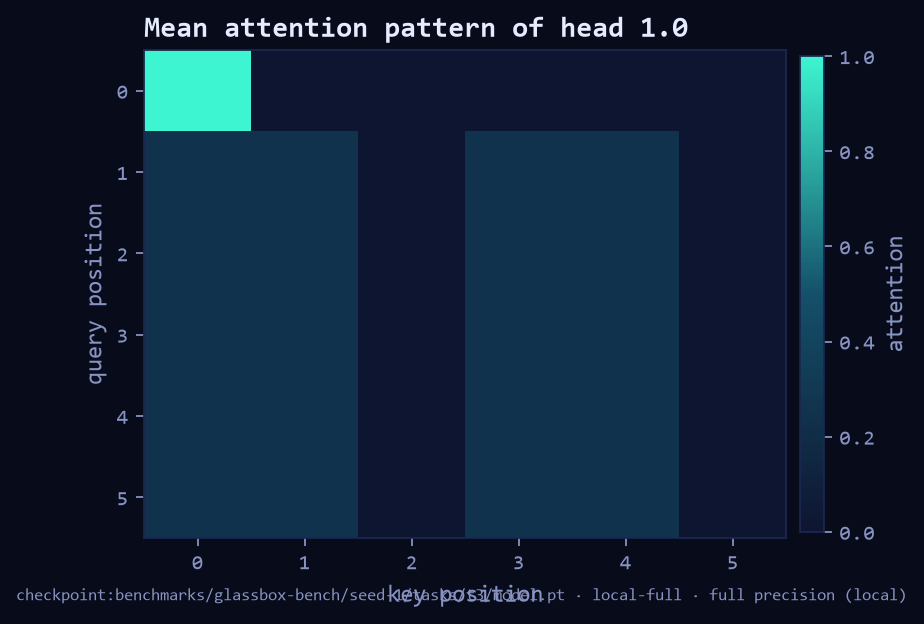 Mean attention pattern of head 1.0
1.0
0
0.8
1
2
0.6
query position
attention
3
0.4
4
0.2
5
0.0
0 1 2 3 4 5
key position
checkpoint:benchmarks/glassbox-bench/seed- .pt · local-full · full precision (local)